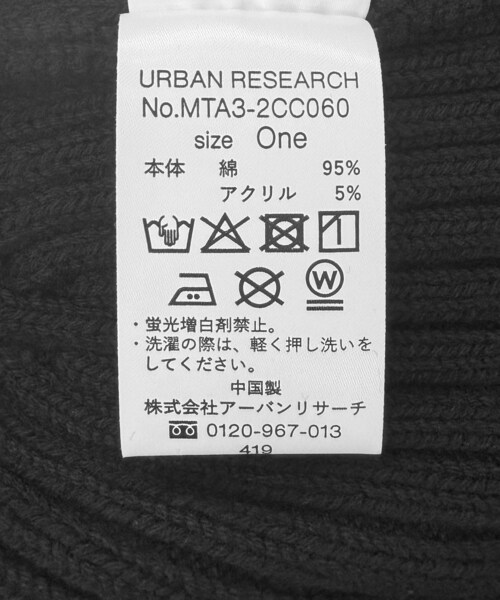 URBAN RESEARCH
No.MTA3-2CC060
size One
本体 綿 95%
アクリル 5%
W
・蛍光増白剤禁止。
・洗濯の際は、軽く押し洗いを
してください。
中国製
株式会社アーバンリサーチ
0120-967-013
419